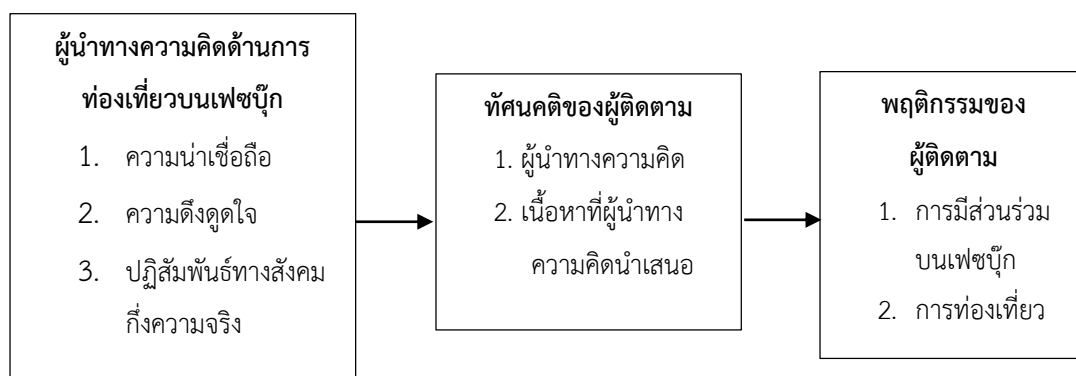 ผู้นำทางความคิดด้านการ
ท่องเที่ยวบนเฟซบุ๊ก
1. ความน่าเชื่อถือ
2. ความดึงดูดใจ
3. ปฏิสัมพันธ์ทางสังคม
กึ่งความจริง
ทัศนคติของผู้ติดตาม
1. ผู้นำทางความคิด
2. เนื้อหาที่ผู้นำทาง
ความคิดนำเสนอ
พฤติกรรมของ
ผู้ติดตาม
1. การมีส่วนร่วม
บนเฟซบุ๊ก
2. การท่องเที่ยว